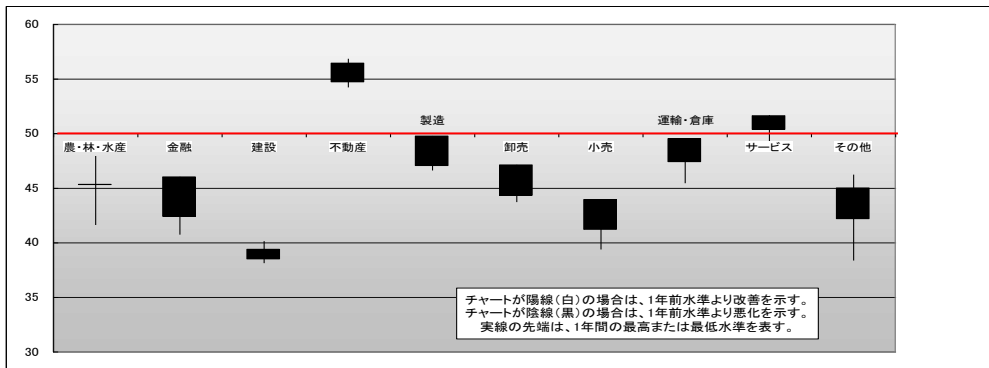 60
55
50
45
40
35
30
製造
運輸・倉庫
農・林・水産 金融 建設 不動産 卸売 小売 サービス その他
チャートが陽線(白)の場合は、1年前水準より改善を示す。
チャートが陰線(黒)の場合は、1年前水準より悪化を示す。
実線の先端は、1年間の最高または最低水準を表す。